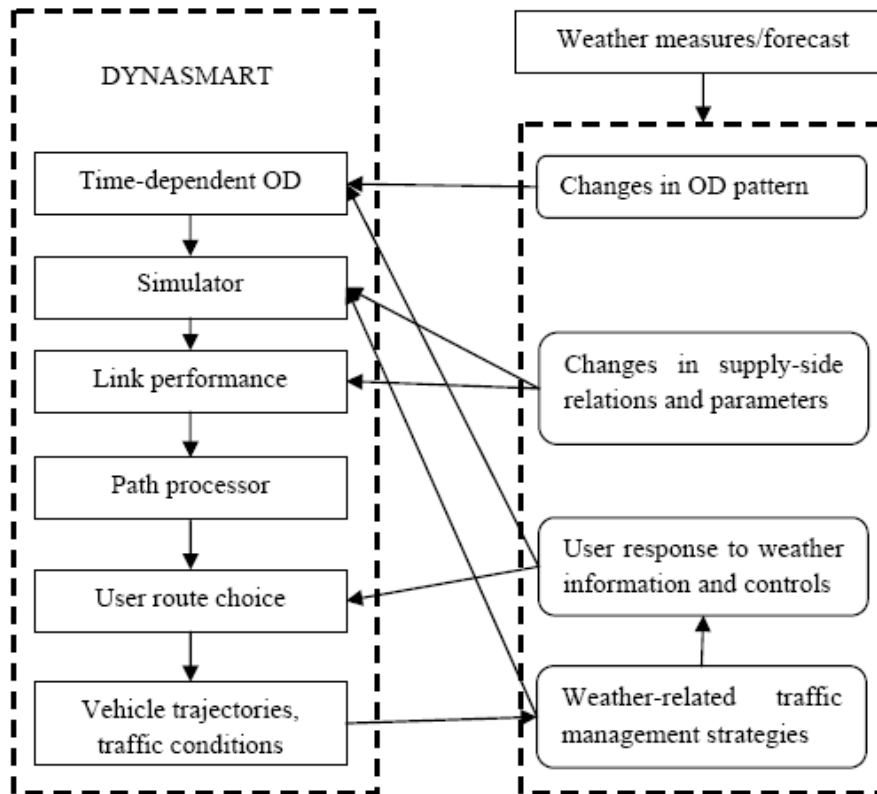 DYNASMART
Time-dependent OD
Simulator
Link performance
Path processor
User route choice
Vehicle trajectories,
traffic conditions
Weather measures/forecast
Changes in OD pattern
Changes in supply-side
relations and parameters
User response to weather
information and controls
Weather-related traffic
management strategies